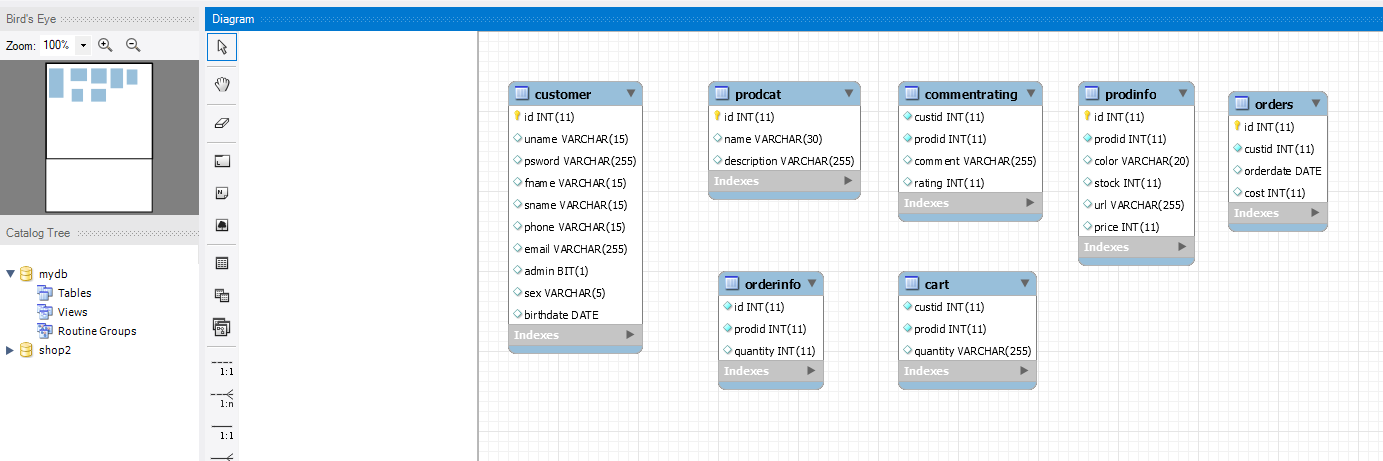 Bird's Eye
Zoom: 100%
Catalog Tree
mydb
Tables
Views
Routine Groups
shop2
Diagram
1:1
1:n
1:1
customer
id INT(11)
uname VARCHAR(15)
psword VARCHAR(255)
fname VARCHAR(15)
sname VARCHAR(15)
phone VARCHAR(15)
email VARCHAR(255)
admin BIT(1)
sex VARCHAR(5)
birthdate DATE
Indexes
prodcat
id INT(11)
name VARCHAR(30)
description VARCHAR(255)
Indexes
commentrating
custid INT(11)
prodid INT(11)
comment VARCHAR(255)
rating INT(11)
Indexes
prodinfo
id INT(11)
prodid INT(11)
color VARCHAR(20)
stock INT(11)
url VARCHAR(255)
price INT(11)
Indexes
orders
id INT(11)
custid INT(11)
orderdate DATE
cost INT(11)
Indexes
orderinfo
id INT(11)
prodid INT(11)
quantity INT(11)
Indexes
cart
custid INT(11)
prodid INT(11)
quantity VARCHAR(255)
Indexes